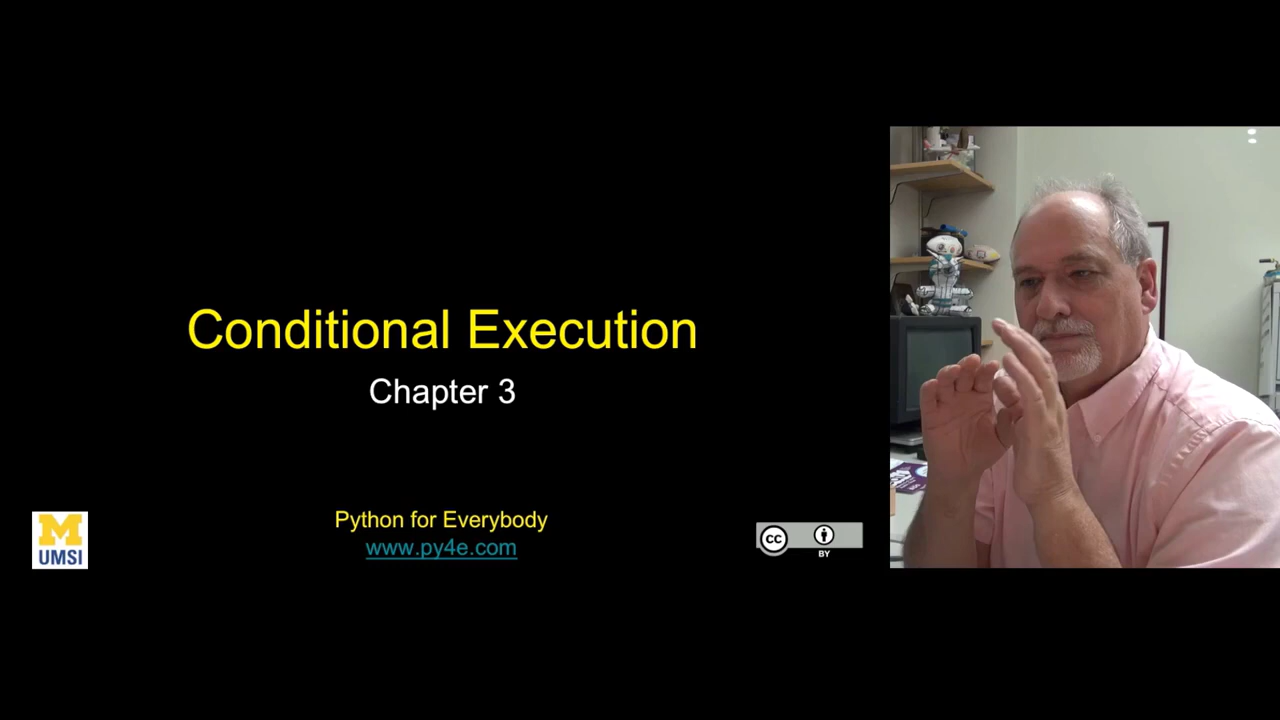 Conditional Execution
Chapter 3
Python for Everybody
www.py4e.com
M
UMSI
cc
BY